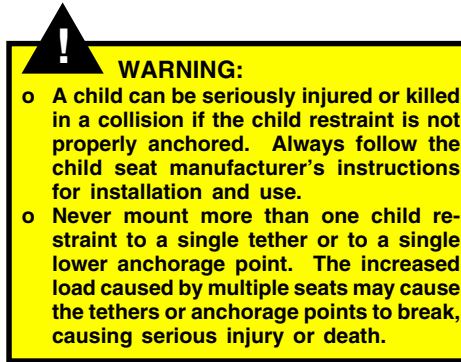 !
WARNING:
o A child can be seriously injured or killed
in a collision if the child restraint is not
properly anchored. Always follow the
child seat manufacturer's instructions
for installation and use.
o Never mount more than one child re-
straint to a single tether or to a single
lower anchorage point. The increased
load caused by multiple seats may cause
the tethers or anchorage points to break,
causing serious injury or death.